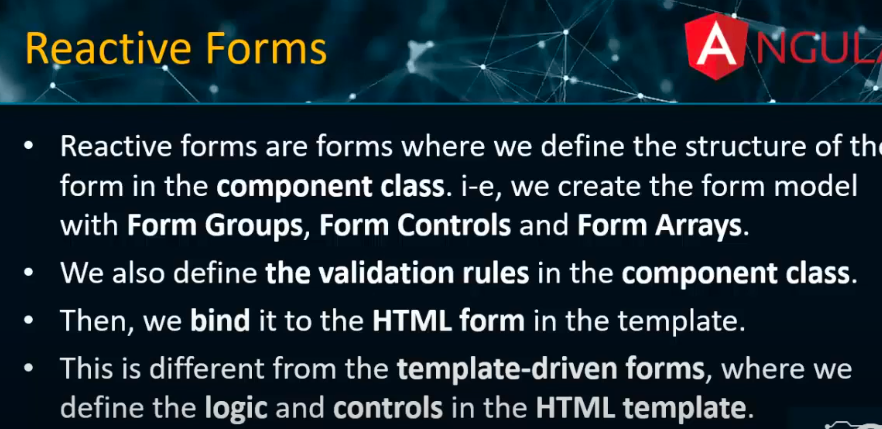 Reactive Forms
ANGULA
• Reactive forms are forms where we define the structure of the
form in the component class. i-e, we create the form model
with Form Groups, Form Controls and Form Arrays.
• We also define the validation rules in the component class.
• Then, we bind it to the HTML form in the template.
• This is different from the template-driven forms, where we
define the logic and controls in the HTML template.